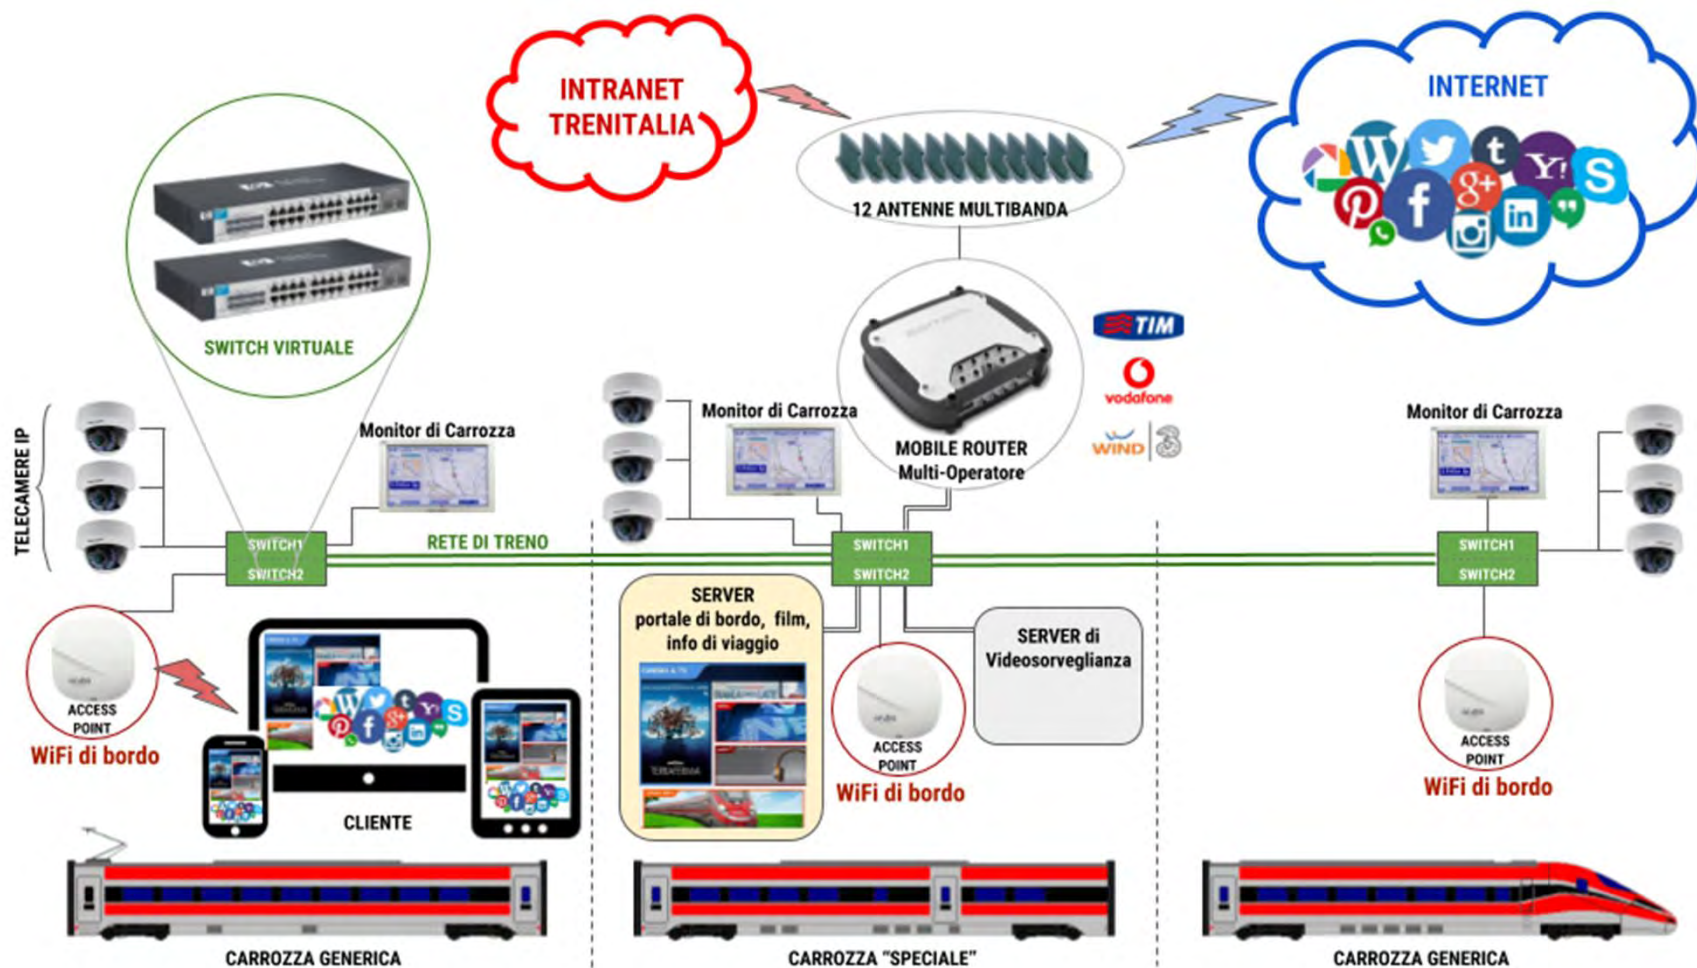 INTRANET
TRENITALIA
INTERNET
12 ANTENNE MULTIBANDA
SWITCH VIRTUALE
TIM
vodafone
WIND 3
MOBILE ROUTER
Multi-Operatore
TELECAMERE IP
Monitor di Carrozza
Monitor di Carrozza
Monitor di Carrozza
SWITCH1
SWITCH2
RETE DI TRENO
SWITCH1
SWITCH2
SWITCH1
SWITCH2
SERVER
portale di bordo, film,
info di viaggio
SERVER di
Videosorveglianza
ACCESS
POINT
WiFi di bordo
ACCESS
POINT
WiFi di bordo
ACCESS
POINT
WiFi di bordo
CLIENTE
CARROZZA GENERICA
CARROZZA "SPECIALE"
CARROZZA GENERICA